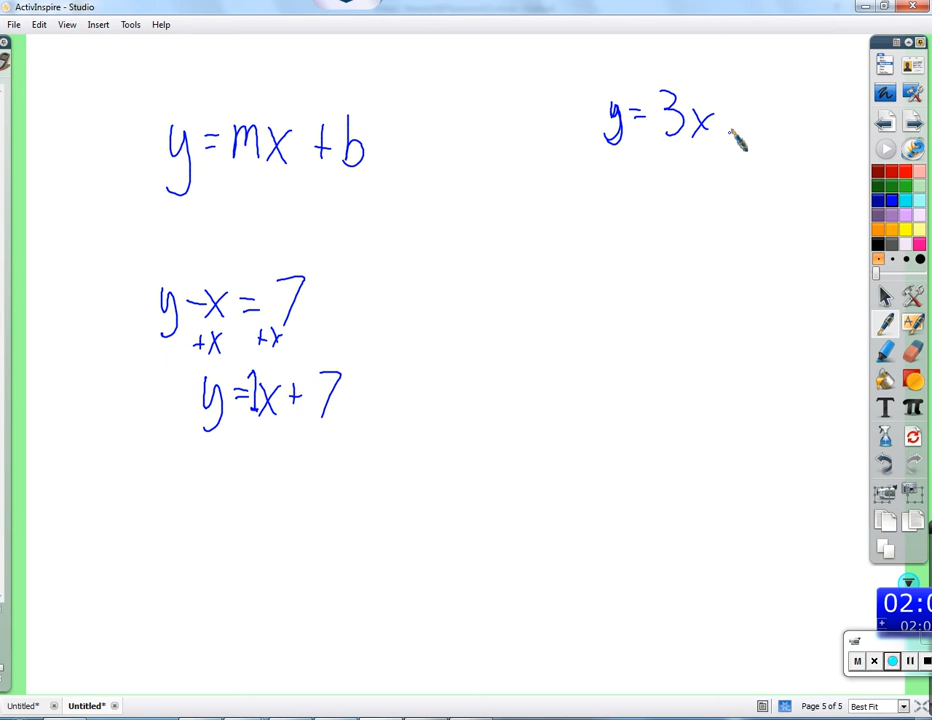 ActivInspire - Studio
File Edit View Insert Tools Help
y = mx + b
y = 3x
y - x = 7
+x +x
y = 1x + 7
02:0
02:0
M
Untitled* Untitled* Page 5 of 5 Best Fit